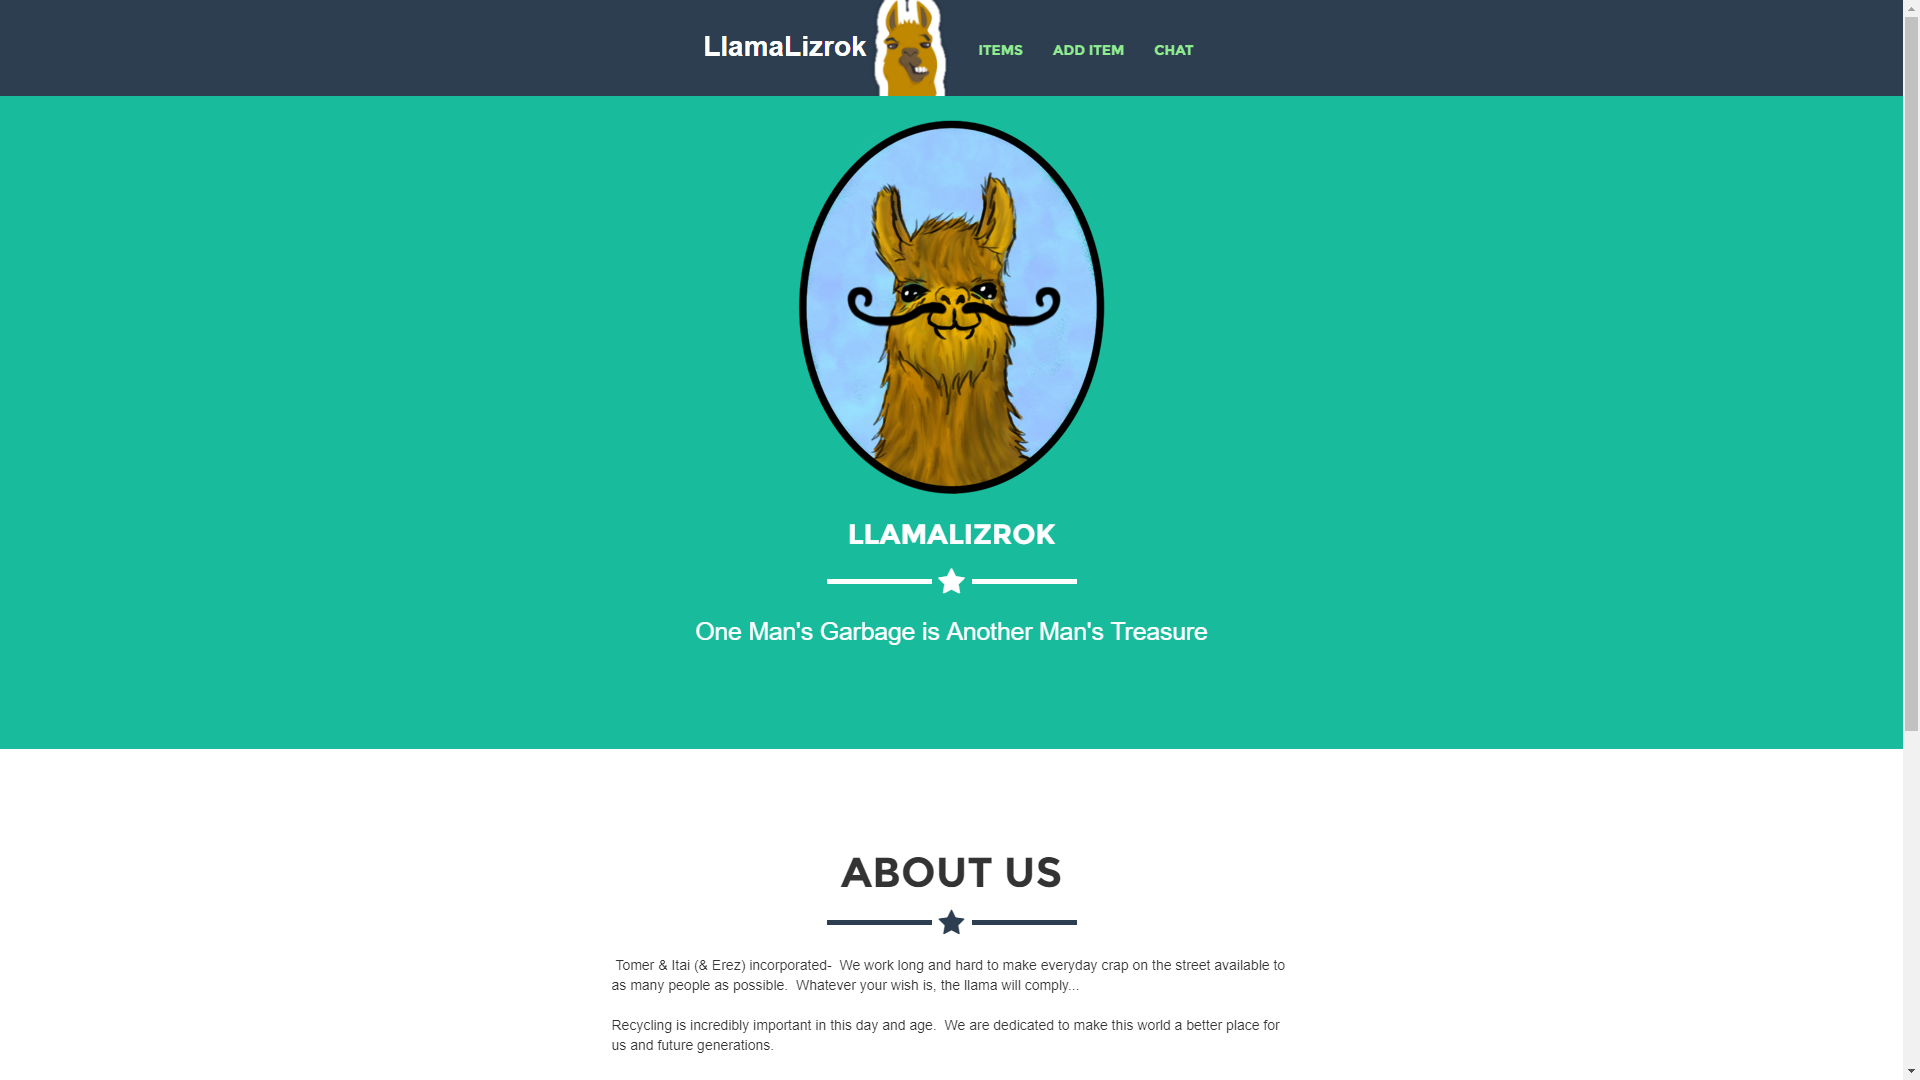 LlamaLizrok
ITEMS
ADD ITEM
CHAT
LLAMALIZROK
One Man's Garbage is Another Man's Treasure
ABOUT US
Tomer & Itai (& Erez) incorporated-  We work long and hard to make everyday crap on the street available to
as many people as possible.  Whatever your wish is, the llama will comply...
Recycling is incredibly important in this day and age.  We are dedicated to make this world a better place for
us and future generations.